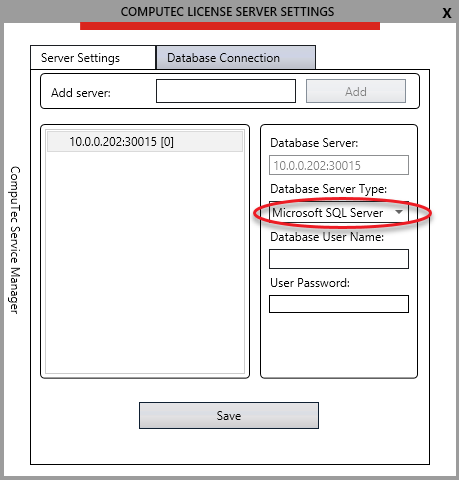 COMPUTEC LICENSE SERVER SETTINGS
X
Server Settings
Database Connection
Add server:
Add
10.0.0.202:30015 [0]
Database Server:
10.0.0.202:30015
Database Server Type:
Microsoft SQL Server
Database User Name:
User Password:
CompuTec Service Manager
Save